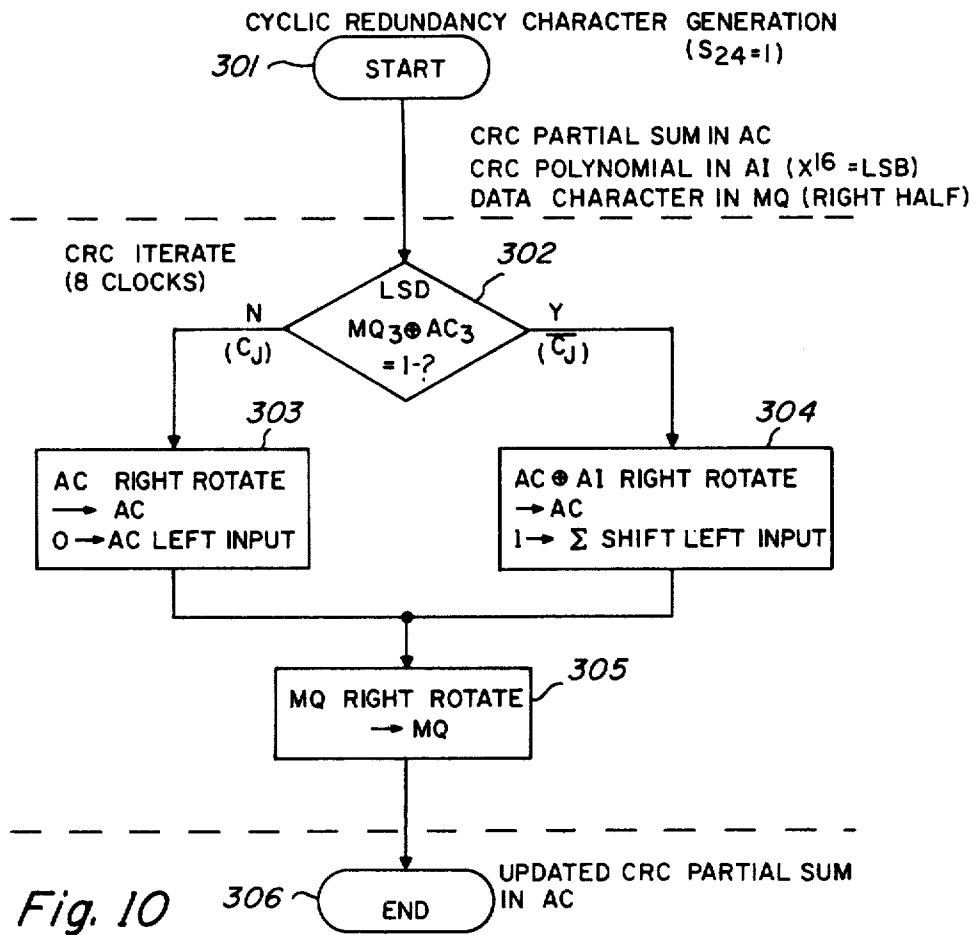 CYCLIC REDUNDANCY CHARACTER GENERATION
(S24=1)
301
START
CRC PARTIAL SUM IN AC
CRC POLYNOMIAL IN AI (X16 =LSB)
DATA CHARACTER IN MQ (RIGHT HALF)
CRC ITERATE
(8 CLOCKS)
302
LSD
MQ3⊕AC3
= 1-?
N
(CJ)
Y
(C̅J̅)
303
AC RIGHT ROTATE
→ AC
0→AC LEFT INPUT
304
AC⊕AI RIGHT ROTATE
→AC
1→ Σ SHIFT LEFT INPUT
305
MQ RIGHT ROTATE
→ MQ
306
END
UPDATED CRC PARTIAL SUM
IN AC
Fig. 10